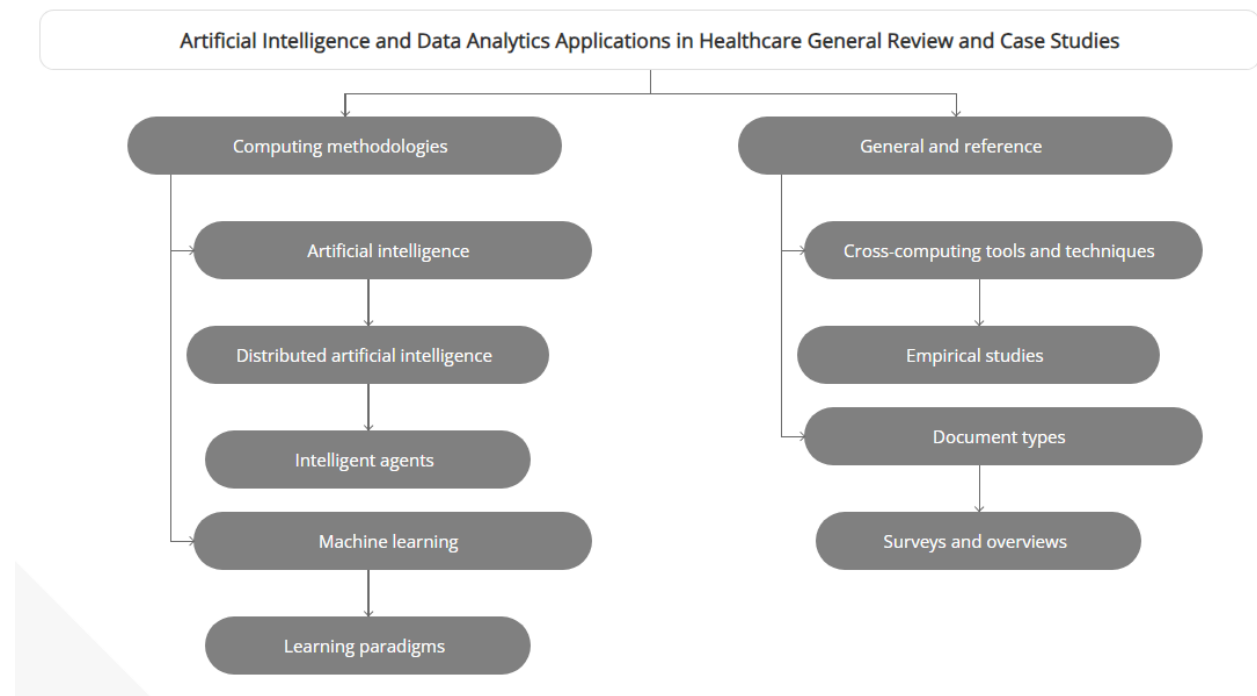 Artificial Intelligence and Data Analytics Applications in Healthcare General Review and Case Studies
Computing methodologies
Artificial intelligence
Distributed artificial intelligence
Intelligent agents
Machine learning
Learning paradigms
General and reference
Cross-computing tools and techniques
Empirical studies
Document types
Surveys and overviews